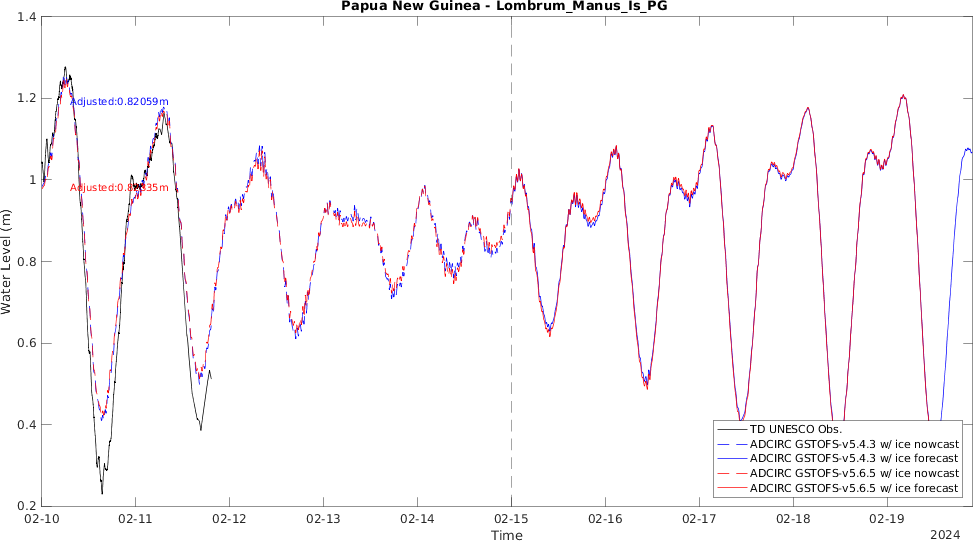 Papua New Guinea - Lombrum_Manus_Is_PG
1.4
1.2
1
0.8
0.6
0.4
0.2
Water Level (m)
Adjusted:0.82059m
TD UNESCO Obs.
ADCIRC GSTOFS-v5.4.3 w/ ice nowcast
ADCIRC GSTOFS-v5.4.3 w/ ice forecast
ADCIRC GSTOFS-v5.6.5 w/ ice nowcast
ADCIRC GSTOFS-v5.6.5 w/ ice forecast
02-10 02-11 02-12 02-13 02-14 02-15 02-16 02-17 02-18 02-19
Time
2024